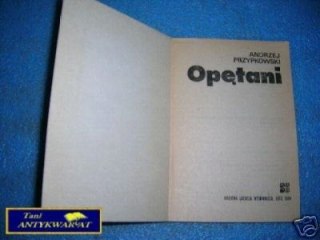 ANDRZEJ
PRZYPKOWSKI
Opętani
Tani
ANTYKWARIAT